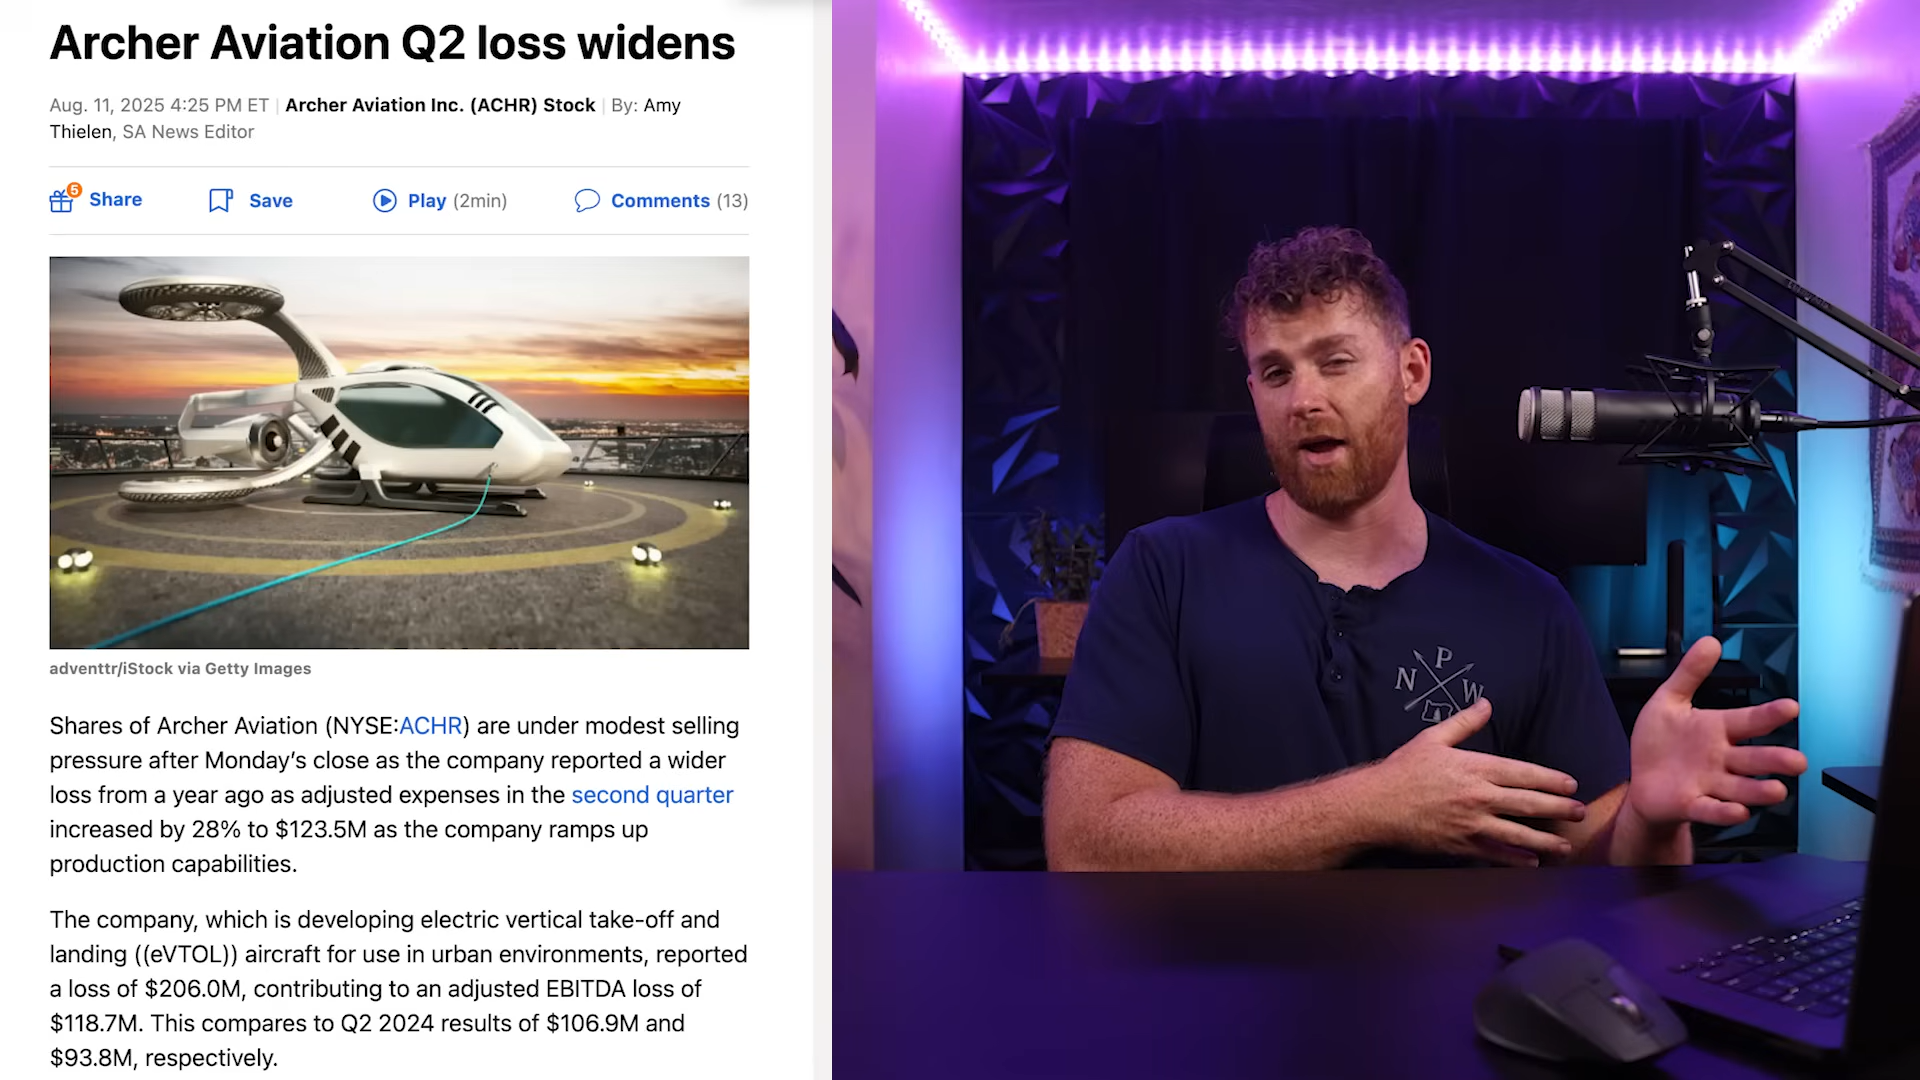 Archer Aviation Q2 loss widens
Aug. 11, 2025 4:25 PM ET | Archer Aviation Inc. (ACHR) Stock | By: Amy
Thielen, SA News Editor
5 Share Save Play (2min) Comments (13)
adventtr/iStock via Getty Images
Shares of Archer Aviation (NYSE:ACHR) are under modest selling
pressure after Monday’s close as the company reported a wider
loss from a year ago as adjusted expenses in the second quarter
increased by 28% to $123.5M as the company ramps up
production capabilities.
The company, which is developing electric vertical take-off and
landing ((eVTOL)) aircraft for use in urban environments, reported
a loss of $206.0M, contributing to an adjusted EBITDA loss of
$118.7M. This compares to Q2 2024 results of $106.9M and
$93.8M, respectively.
N P W